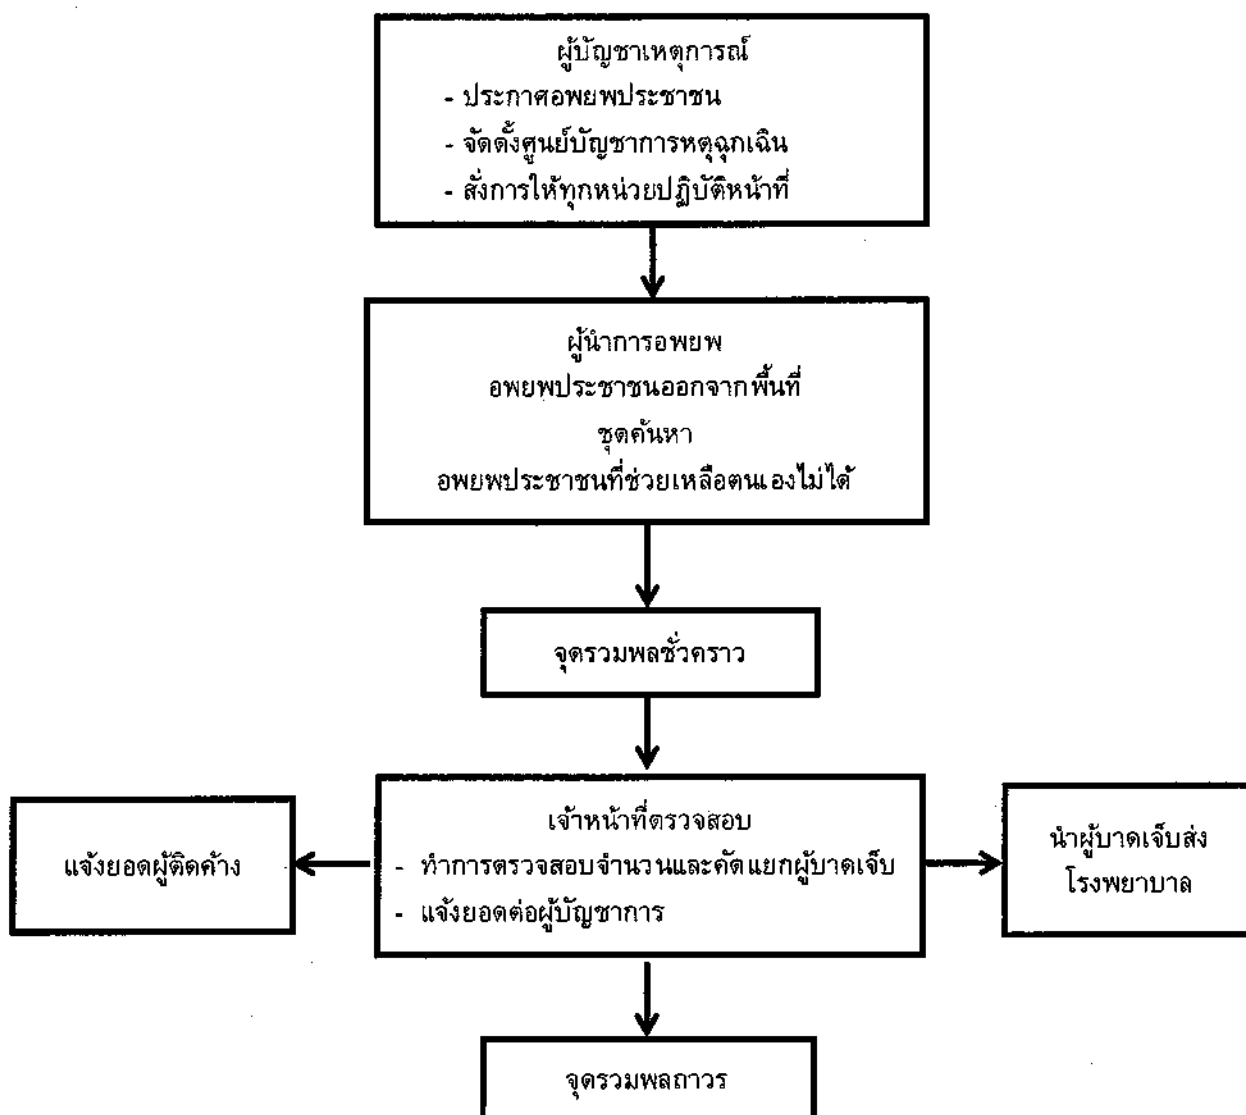 ผู้บัญชาเหตุการณ์
- ประกาศอพยพประชาชน
- จัดตั้งศูนย์บัญชาการหตุฉุกเฉิน
- สั่งการให้ทุกหน่วยปฏิบัติหน้าที่
ผู้นำการอพยพ
อพยพประชาชนออกจากพื้นที่
ชุดค้นหา
อพยพประชาชนที่ช่วยเหลือตนเองไม่ได้
จุดรวมพลชั่วคราว
เจ้าหน้าที่ตรวจสอบ
- ทำการตรวจสอบจำนวนและคัดแยกผู้บาดเจ็บ
- แจ้งยอดต่อผู้บัญชาการ
แจ้งยอดผู้ติดค้าง
นำผู้บาดเจ็บส่ง
โรงพยาบาล
จุดรวมพลถาวร